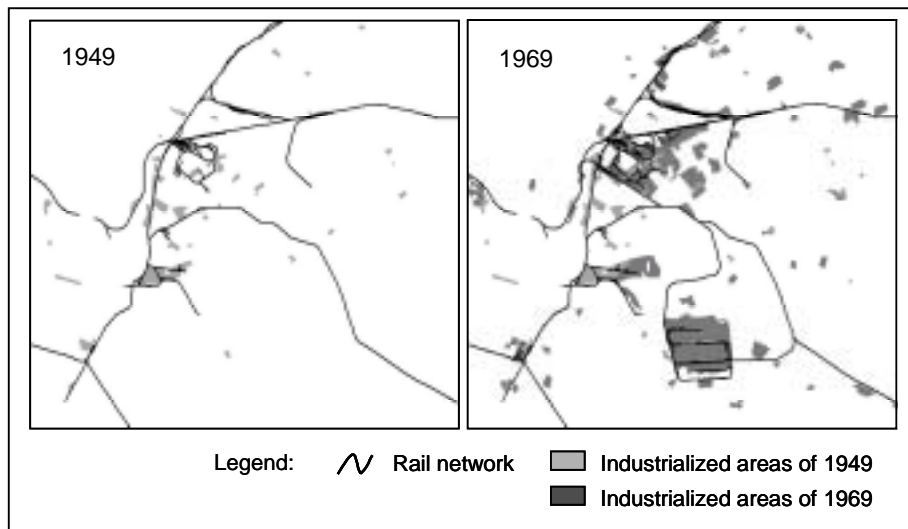 1949
1969
Legend: Rail network Industrialized areas of 1949
Industrialized areas of 1969